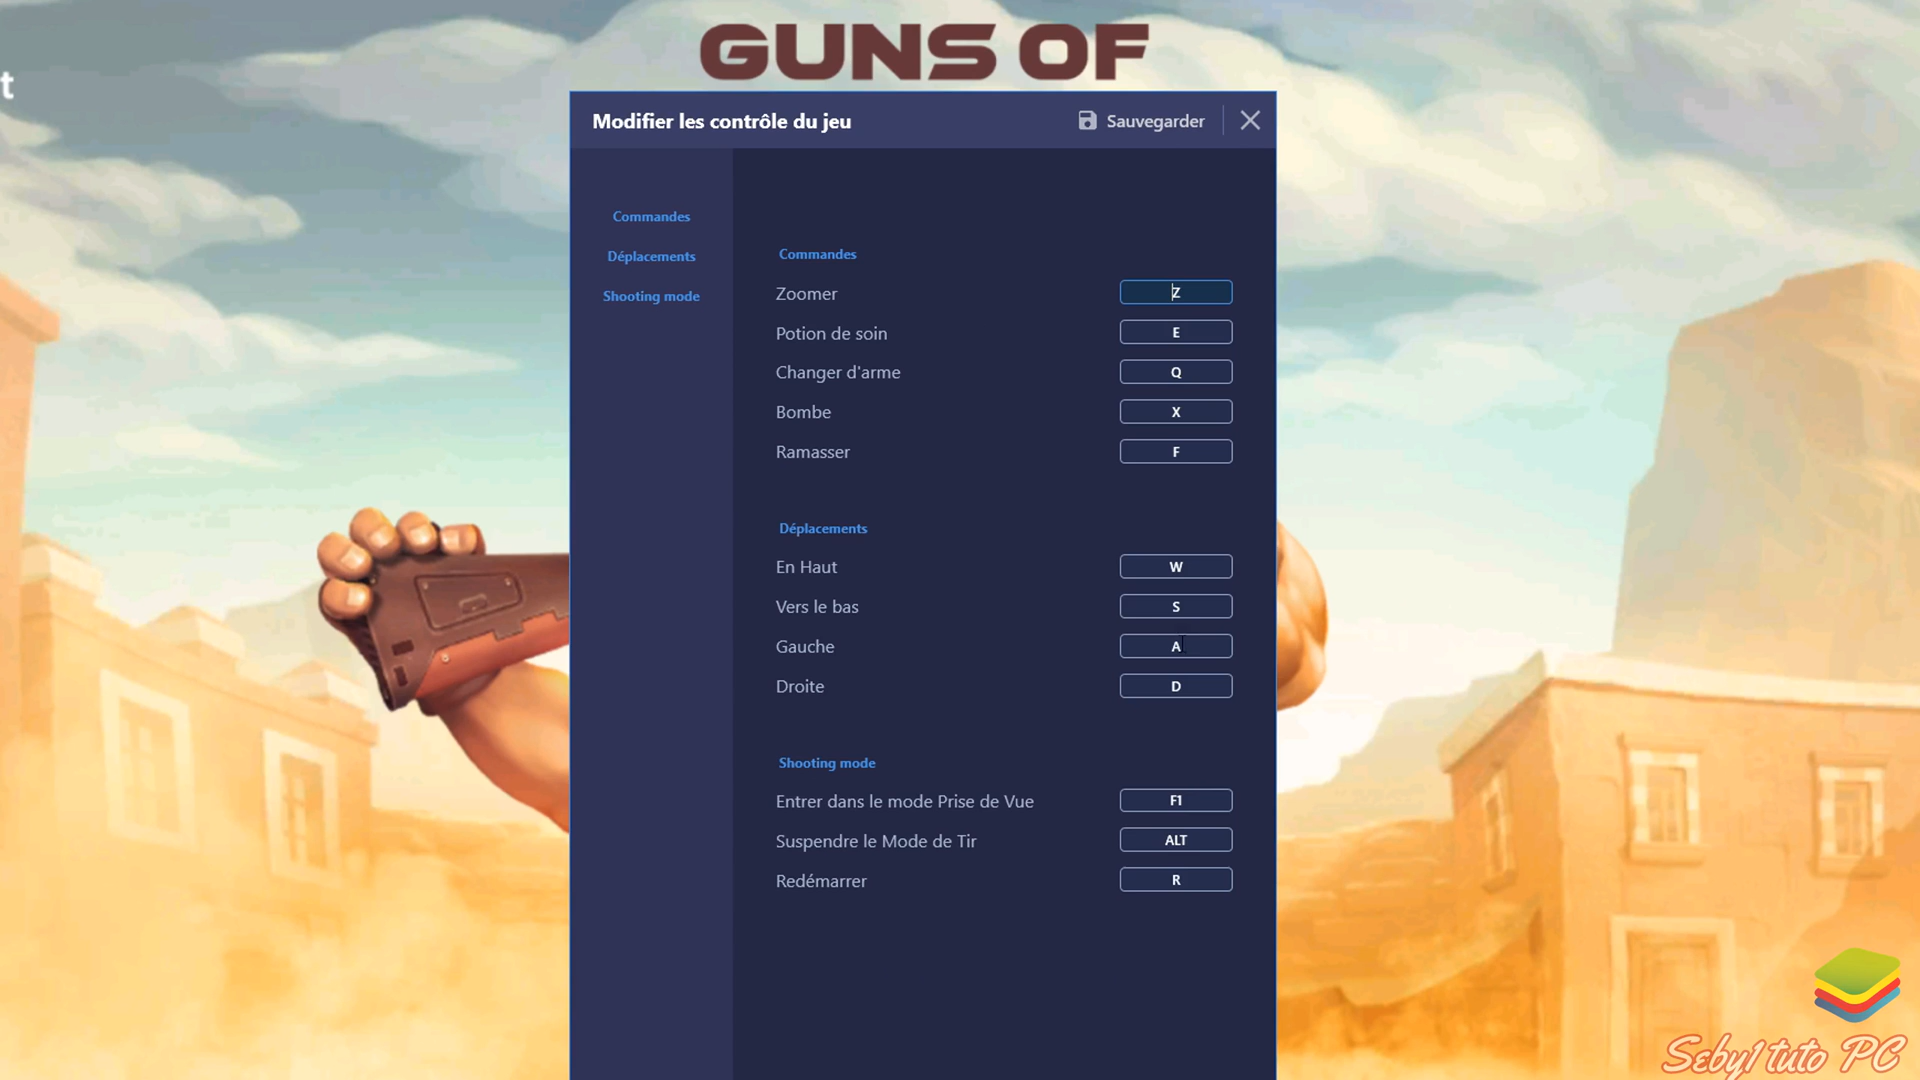 GUNS OF
t
Modifier les contrôle du jeu
Sauvegarder
Commandes
Déplacements
Shooting mode
Commandes
Zoomer Z
Potion de soin E
Changer d'arme Q
Bombe X
Ramasser F
Déplacements
En Haut W
Vers le bas S
Gauche A
Droite D
Shooting mode
Entrer dans le mode Prise de Vue F1
Suspendre le Mode de Tir ALT
Redémarrer R
Seby1 tuto PC